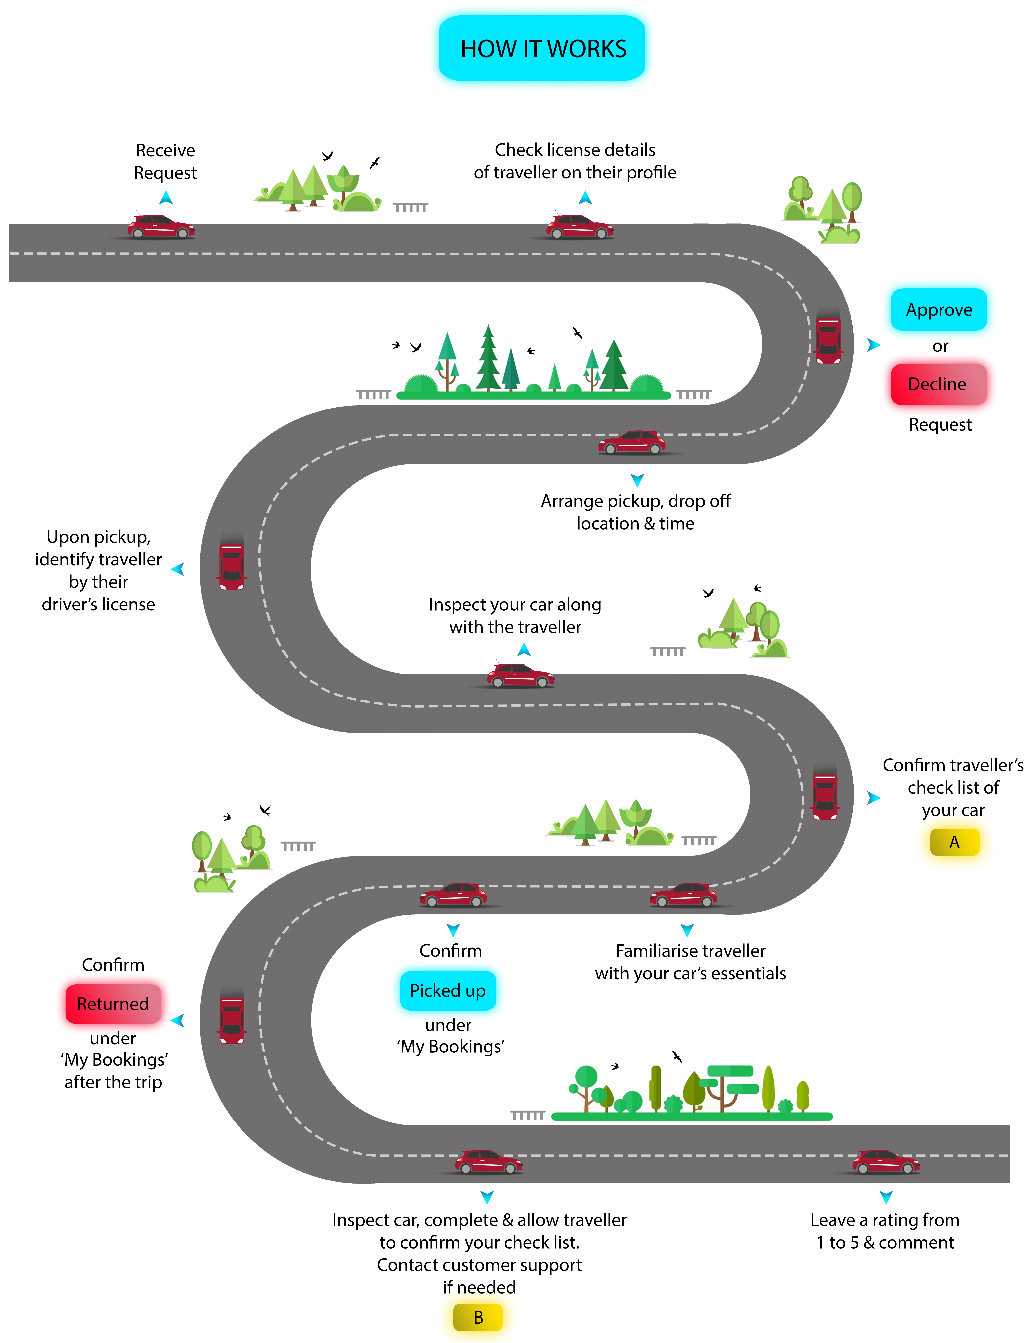 HOW IT WORKS
Receive
Request
Check license details
of traveller on their profile
Approve
or
Decline
Request
Arrange pickup, drop off
location & time
Upon pickup,
identify traveller
by their
driver's license
Inspect your car along
with the traveller
Confirm traveller's
check list of
your car
A
Familiarise traveller
with your car's essentials
Confirm
Picked up
under
'My Bookings'
Confirm
Returned
under
'My Bookings'
after the trip
Inspect car, complete & allow traveller
to confirm your check list.
Contact customer support
if needed
B
Leave a rating from
1 to 5 & comment